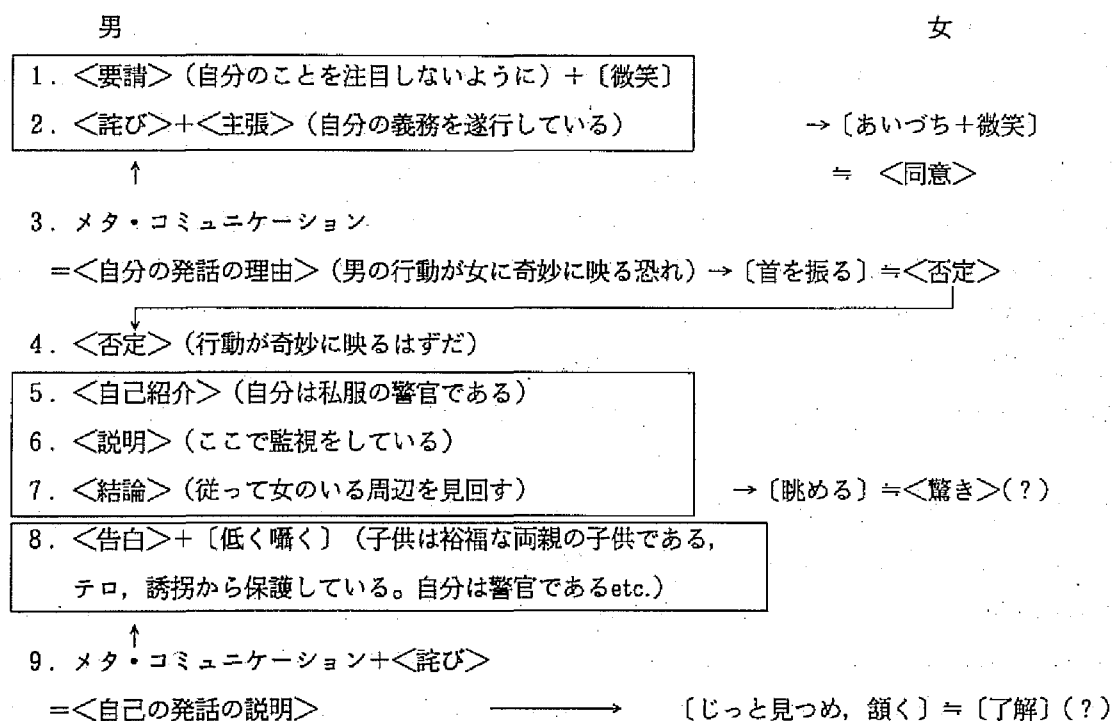 男 女
1．＜要請＞（自分のことを注目しないように）＋〔微笑〕
2．＜詫び＞＋＜主張＞（自分の義務を遂行している） →〔あいづち＋微笑〕
↑ ≒ ＜同意＞
3．メタ・コミュニケーション
＝＜自分の発話の理由＞（男の行動が女に奇妙に映る恐れ）→〔首を振る〕≒＜否定＞
4．＜否定＞（行動が奇妙に映るはずだ）
5．＜自己紹介＞（自分は私服の警官である）
6．＜説明＞（ここで監視をしている）
7．＜結論＞（従って女のいる周辺を見回す） →〔眺める〕≒＜驚き＞(？)
8．＜告白＞＋〔低く囁く〕（子供は裕福な両親の子供である，
テロ，誘拐から保護している。自分は警官であるetc.）
↑
9．メタ・コミュニケーション＋＜詫び＞
＝＜自己の発話の説明＞ → 〔じっと見つめ，頷く〕≒〔了解〕(？)